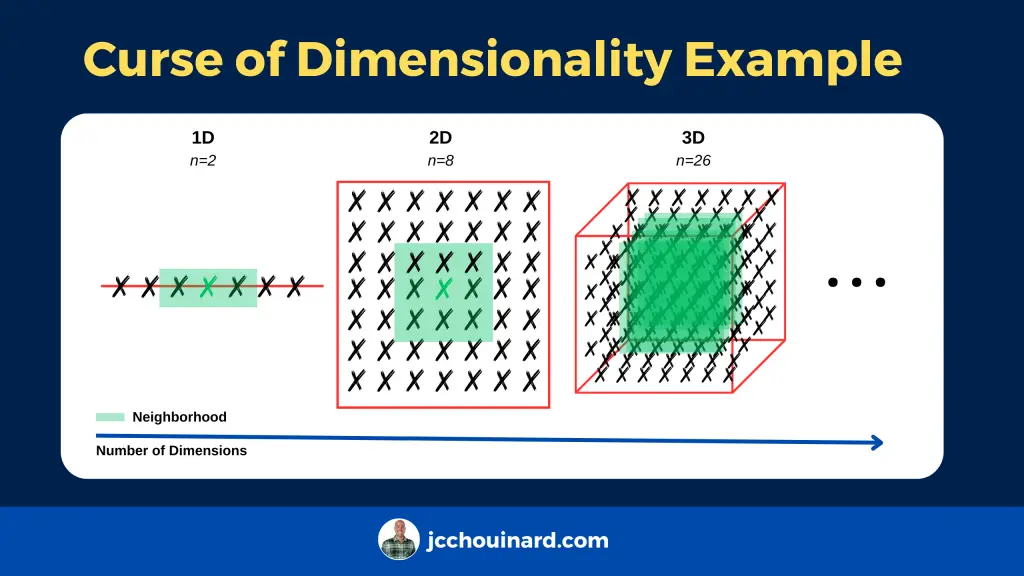 Curse of Dimensionality Example
1D
n=2
2D
n=8
3D
n=26
Neighborhood
Number of Dimensions
jcchouinard.com